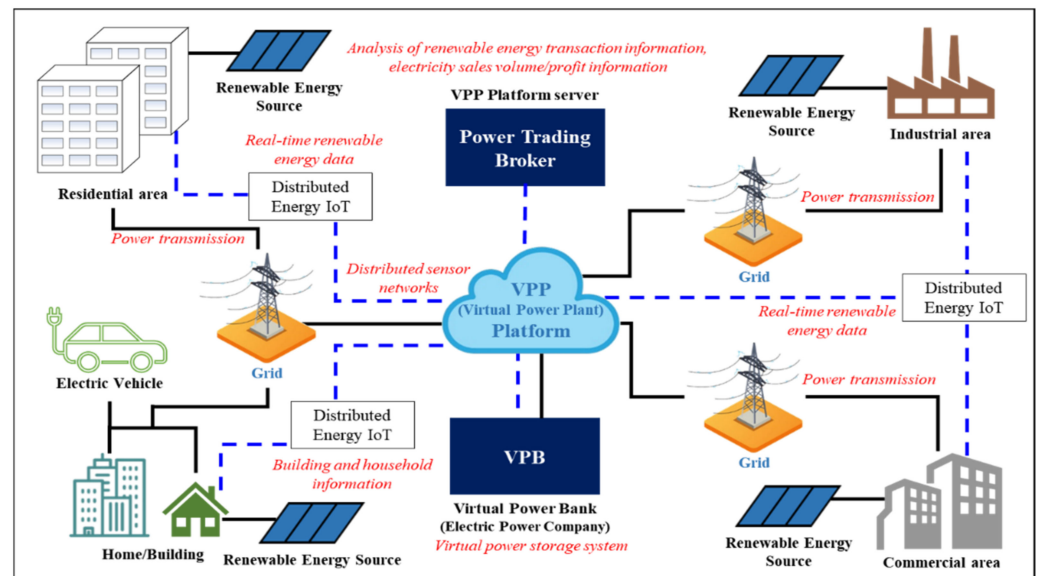 Analysis of renewable energy transaction information,
electricity sales volume/profit information
Renewable Energy
Source
VPP Platform server
Power Trading
Broker
Renewable Energy
Source
Industrial area
Real-time renewable
energy data
Residential area
Distributed
Energy IoT
Power transmission
Power transmission
Grid
Distributed sensor
networks
VPP
(Virtual Power Plant)
Platform
Distributed
Energy IoT
Real-time renewable
energy data
Electric Vehicle
Grid
Power transmission
Distributed
Energy IoT
Grid
Building and household
information
VPB
Virtual Power Bank
(Electric Power Company)
Virtual power storage system
Home/Building
Renewable Energy Source
Renewable Energy
Source
Commercial area